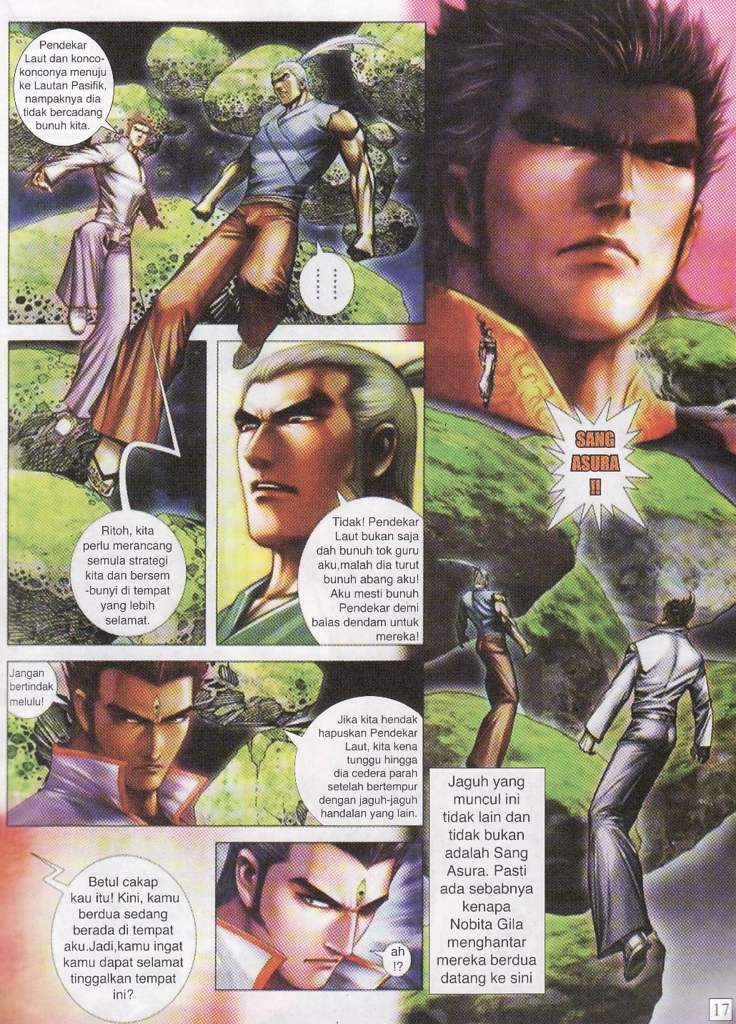 Pendekar
Laut dan konco-
konconya menuju
ke Lautan Pasifik,
nampaknya dia
tidak bercadang
bunuh kita.
......
Ritoh, kita
perlu merancang
semula strategi
kita dan bersem
-bunyi di tempat
yang lebih
selamat.
Tidak! Pendekar
Laut bukan saja
dah bunuh tok guru
aku,malah dia turut
bunuh abang aku!
Aku mesti bunuh
Pendekar demi
balas dendam untuk
mereka!
Jangan
bertindak
melulu!
Jika kita hendak
hapuskan Pendekar
Laut, kita kena
tunggu hingga
dia cedera parah
setelah bertempur
dengan jaguh-jaguh
handalan yang lain.
Betul cakap
kau itu! Kini, kamu
berdua sedang
berada di tempat
aku.Jadi,kamu ingat
kamu dapat selamat
tinggalkan tempat
ini?
ah
!?
SANG
ASURA
!!
Jaguh yang
muncul ini
tidak lain dan
tidak bukan
adalah Sang
Asura. Pasti
ada sebabnya
kenapa
Nobita Gila
menghantar
mereka berdua
datang ke sini
17